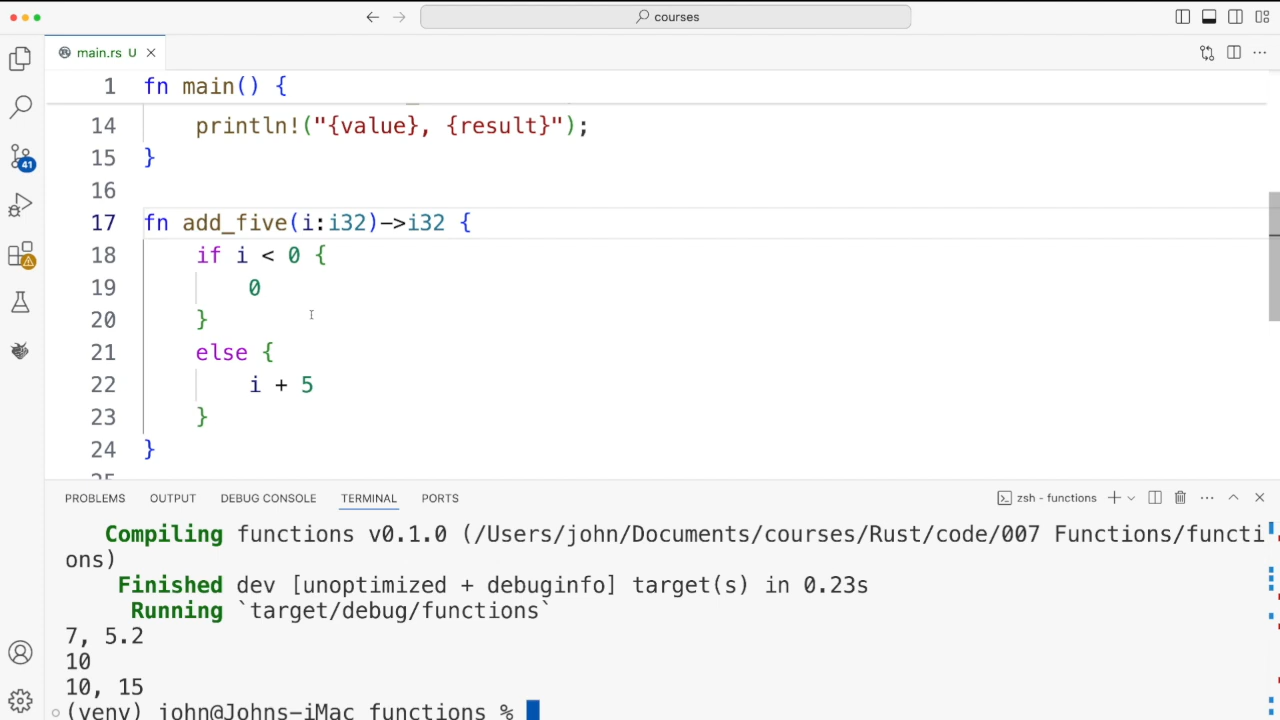 courses
main.rs U
1 fn main() {
14 println!("{value}, {result}");
15 }
16
17 fn add_five(i:i32)->i32 {
18 if i < 0 {
19 0
20 }
21 else {
22 i + 5
23 }
24 }
41
PROBLEMS OUTPUT DEBUG CONSOLE TERMINAL PORTS zsh - functions
Compiling functions v0.1.0 (/Users/john/Documents/courses/Rust/code/007 Functions/functi
ons)
Finished dev [unoptimized + debuginfo] target(s) in 0.23s
Running `target/debug/functions`
7, 5.2
10
10, 15
(venv) john@Johns-iMac functions %